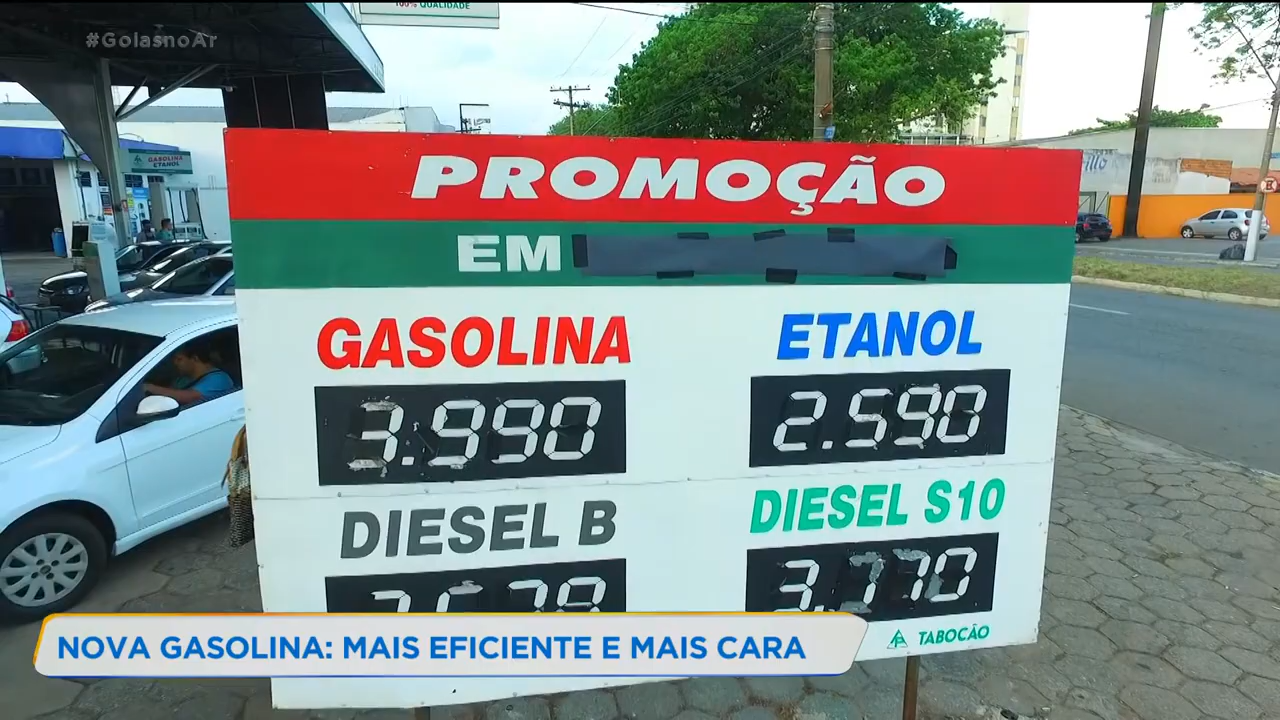 100% QUALIDADE
#GoiasnoAr
GASOLINA
ETANOL
PROMOÇÃO
EM
GASOLINA
ETANOL
3.990
2.590
DIESEL B
DIESEL S10
3.770
TABOCÃO
NOVA GASOLINA: MAIS EFICIENTE E MAIS CARA